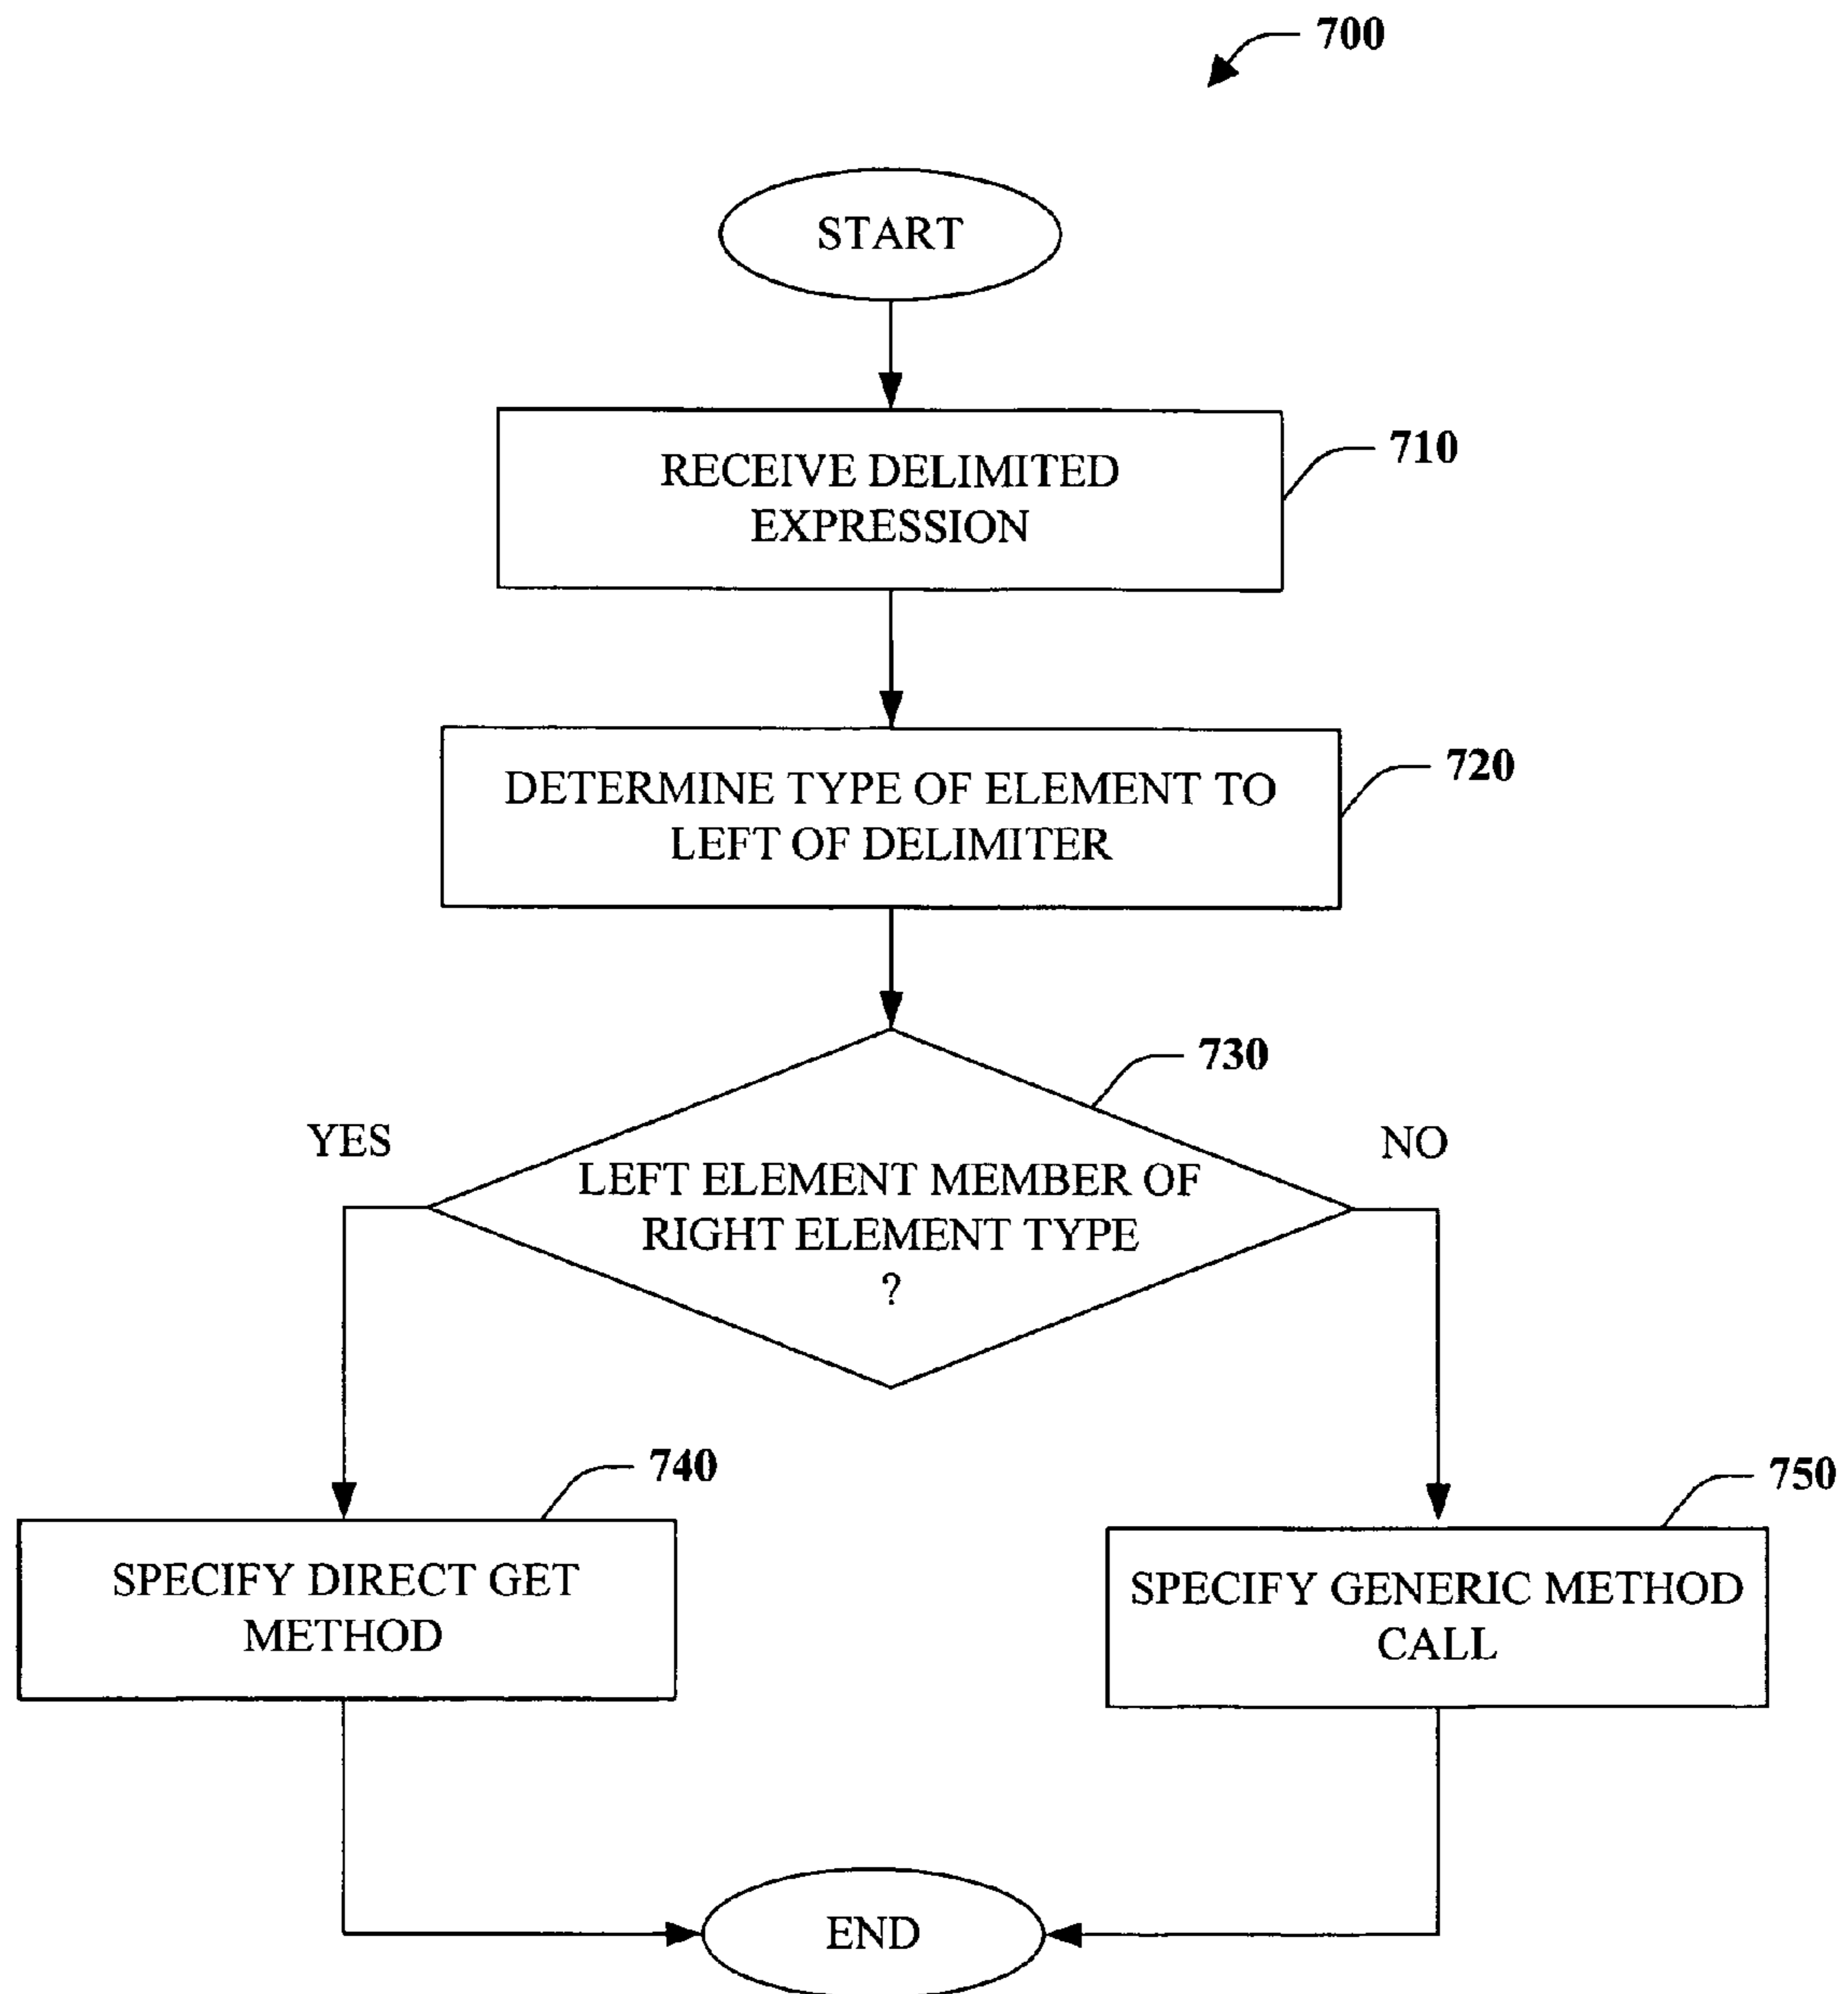 700
START
RECEIVE DELIMITED
EXPRESSION
710
DETERMINE TYPE OF ELEMENT TO
LEFT OF DELIMITER
720
730
YES
NO
LEFT ELEMENT MEMBER OF
RIGHT ELEMENT TYPE
?
740
750
SPECIFY DIRECT GET
METHOD
SPECIFY GENERIC METHOD
CALL
END